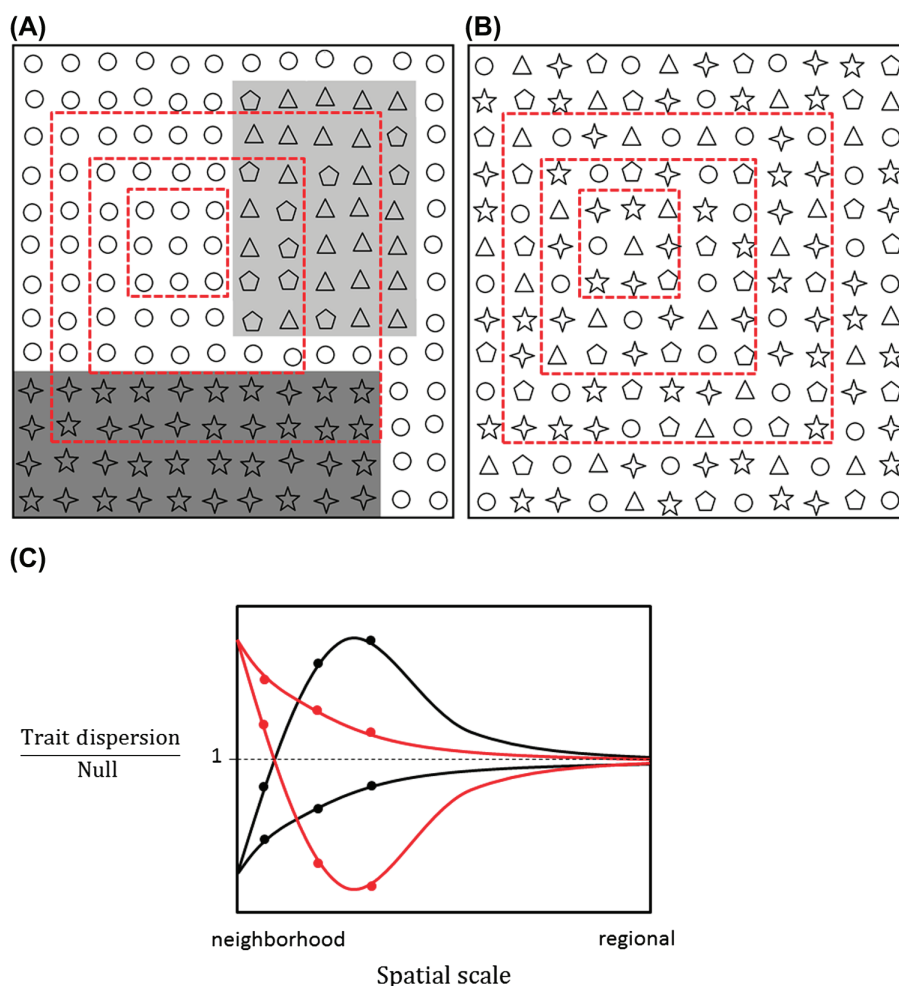 (A)
(B)
(C)
Trait dispersion
Null
1
neighborhood
regional
Spatial scale